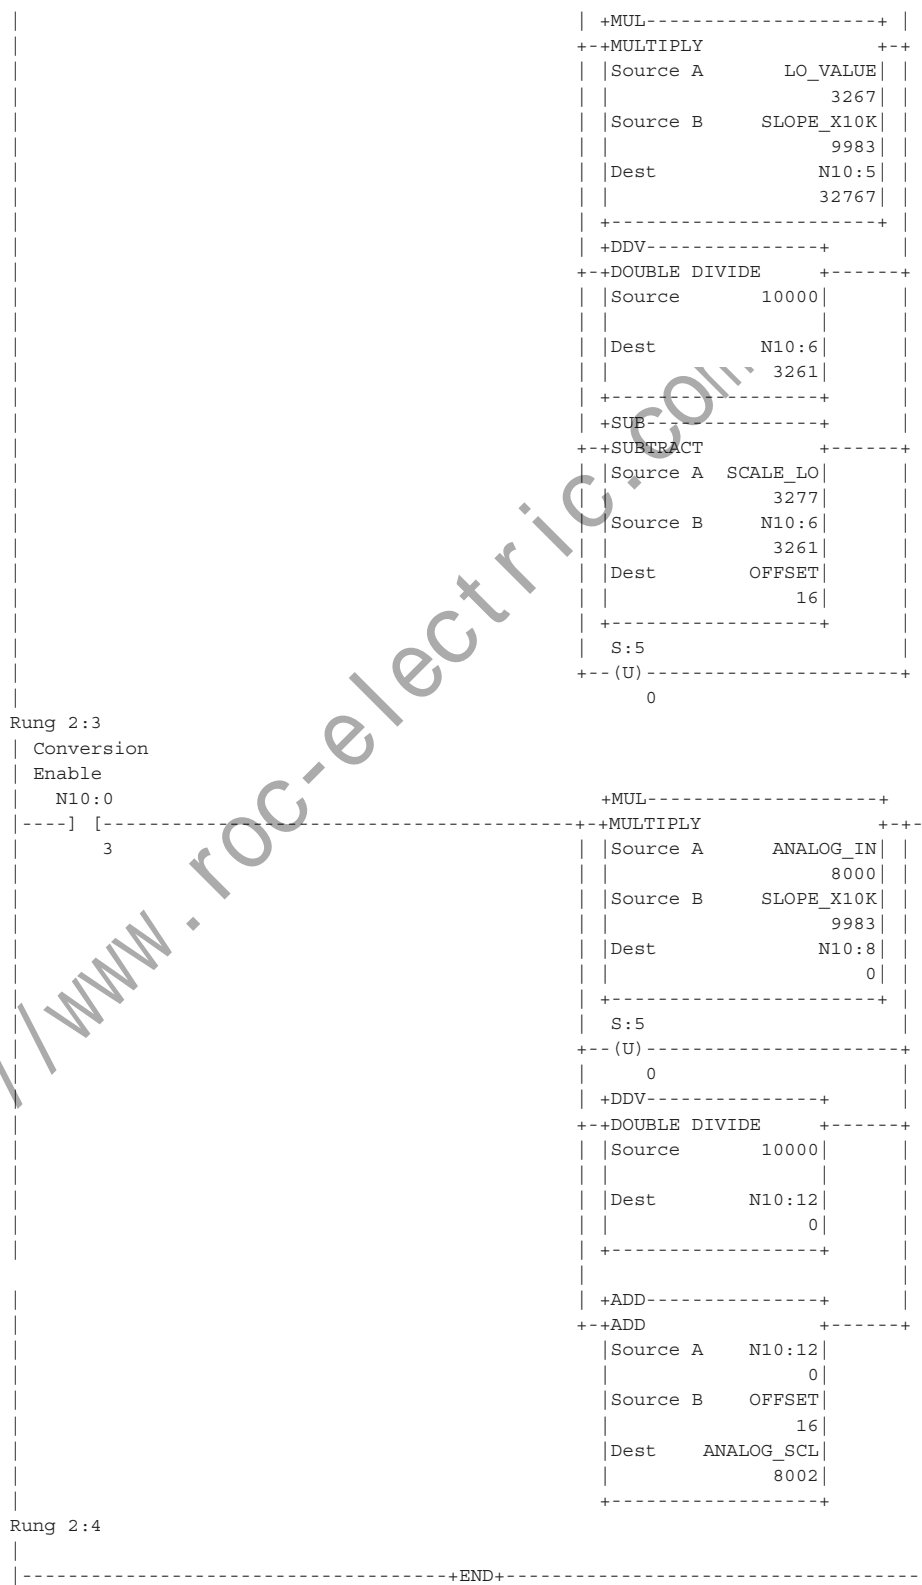 +MUL--------------------+
+-+MULTIPLY +-+
|Source A LO_VALUE|
| 3267|
|Source B SLOPE_X10K|
| 9983|
|Dest N10:5|
| 32767|
+-----------------------+
+DDV---------------+
+-+DOUBLE DIVIDE +------+
|Source 10000|
| |
|Dest N10:6|
| 3261|
+------------------+
+SUB---------------+
+-+SUBTRACT +------+
|Source A SCALE_LO|
| 3277|
|Source B N10:6|
| 3261|
|Dest OFFSET|
| 16|
+------------------+
S:5
+--(U)----------------------+
0
Rung 2:3
| Conversion
| Enable
| N10:0 +MUL--------------------+
|----] [-----------------------------------------+-+MULTIPLY +-+-
| 3 | |Source A ANALOG_IN| |
| 8000|
|Source B SLOPE_X10K|
| 9983|
|Dest N10:8|
| 0|
+-----------------------+
S:5
+--(U)----------------------+
0
+DDV---------------+
+-+DOUBLE DIVIDE +------+
|Source 10000|
| |
|Dest N10:12|
| 0|
+------------------+
+ADD---------------+
+-+ADD +------+
|Source A N10:12|
| 0|
|Source B OFFSET|
| 16|
|Dest ANALOG_SCL|
| 8002|
+------------------+
Rung 2:4
|
|-------------------------------------+END+------------------------------------
//www.roc-electric.com